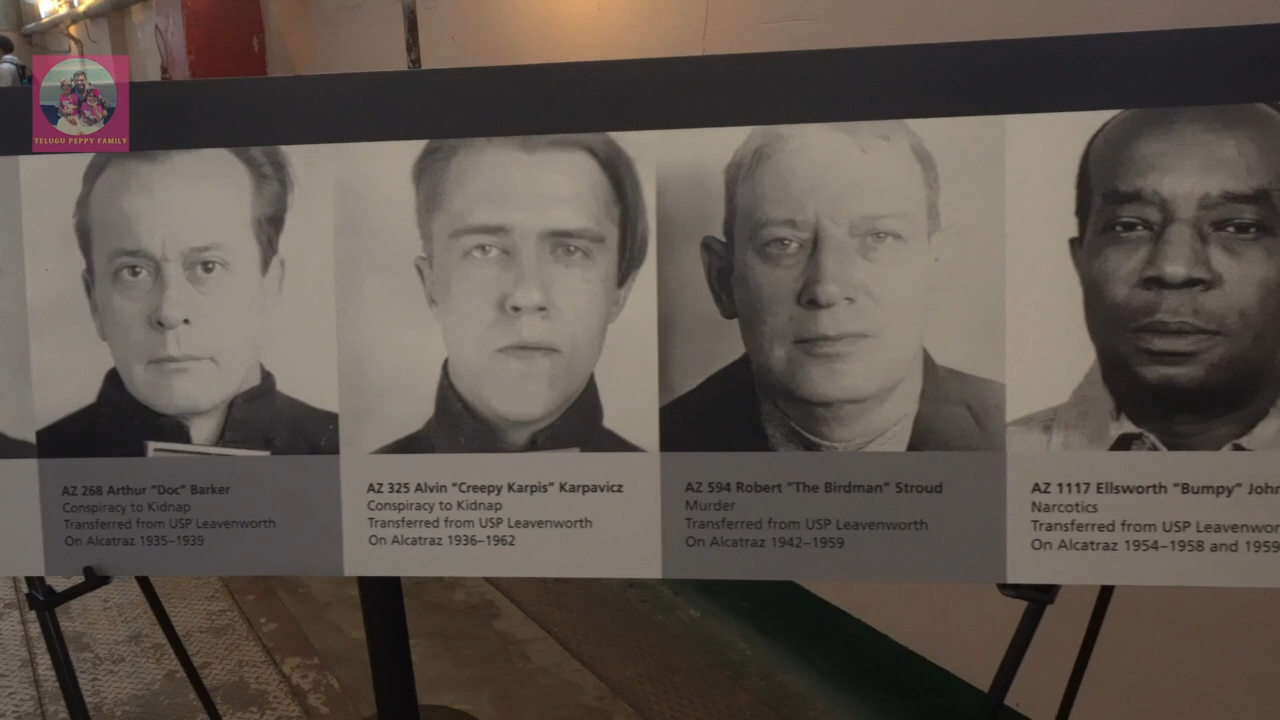 TELUGU PEPPY FAMILY
AZ 268 Arthur "Doc" Barker
Conspiracy to Kidnap
Transferred from USP Leavenworth
On Alcatraz 1935–1939
AZ 325 Alvin "Creepy Karpis" Karpavicz
Conspiracy to Kidnap
Transferred from USP Leavenworth
On Alcatraz 1936–1962
AZ 594 Robert "The Birdman" Stroud
Murder
Transferred from USP Leavenworth
On Alcatraz 1942–1959
AZ 1117 Ellsworth "Bumpy" John
Narcotics
Transferred from USP Leavenwor
On Alcatraz 1954–1958 and 1959